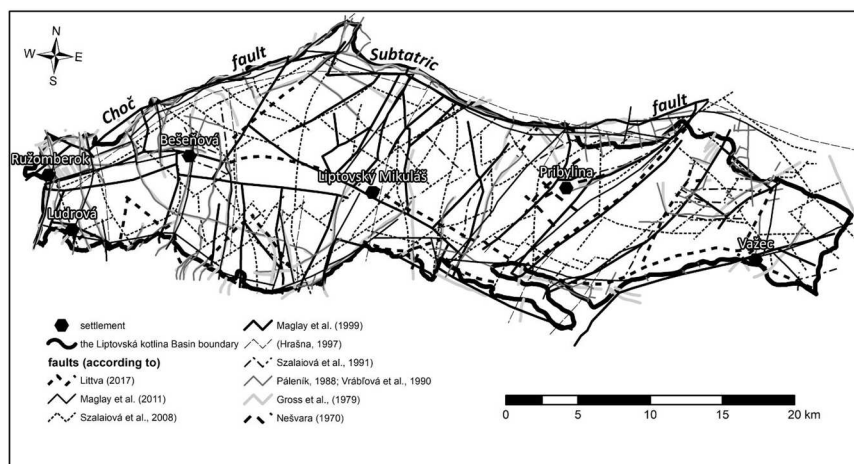 N
W E
S
Choč fault Subtatric fault
Ružomberok
Bešeňová
Liptovský Mikuláš
Pribylina
Ludrová
Važec
settlement
the Liptovská kotlina Basin boundary
faults (according to)
Littva (2017)
Maglay et al. (2011)
Szalaiová et al., 2008)
Maglay et al. (1999)
(Hrašna, 1997)
Szalaiová et al., 1991)
Páleník, 1988; Vrábľová et al., 1990
Gross et al., (1979)
Nešvara (1970)
0 5 10 15 20 km